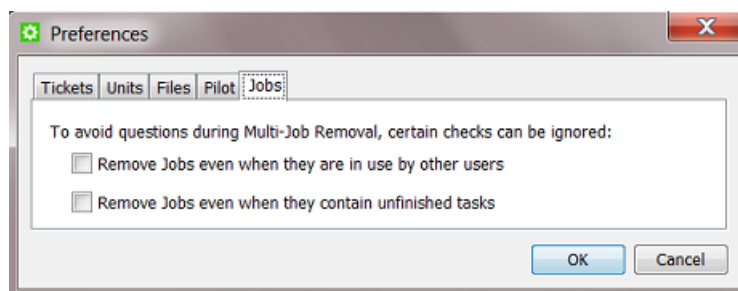 Preferences
Tickets Units Files Pilot Jobs
To avoid questions during Multi-Job Removal, certain checks can be ignored:
Remove Jobs even when they are in use by other users
Remove Jobs even when they contain unfinished tasks
OK Cancel